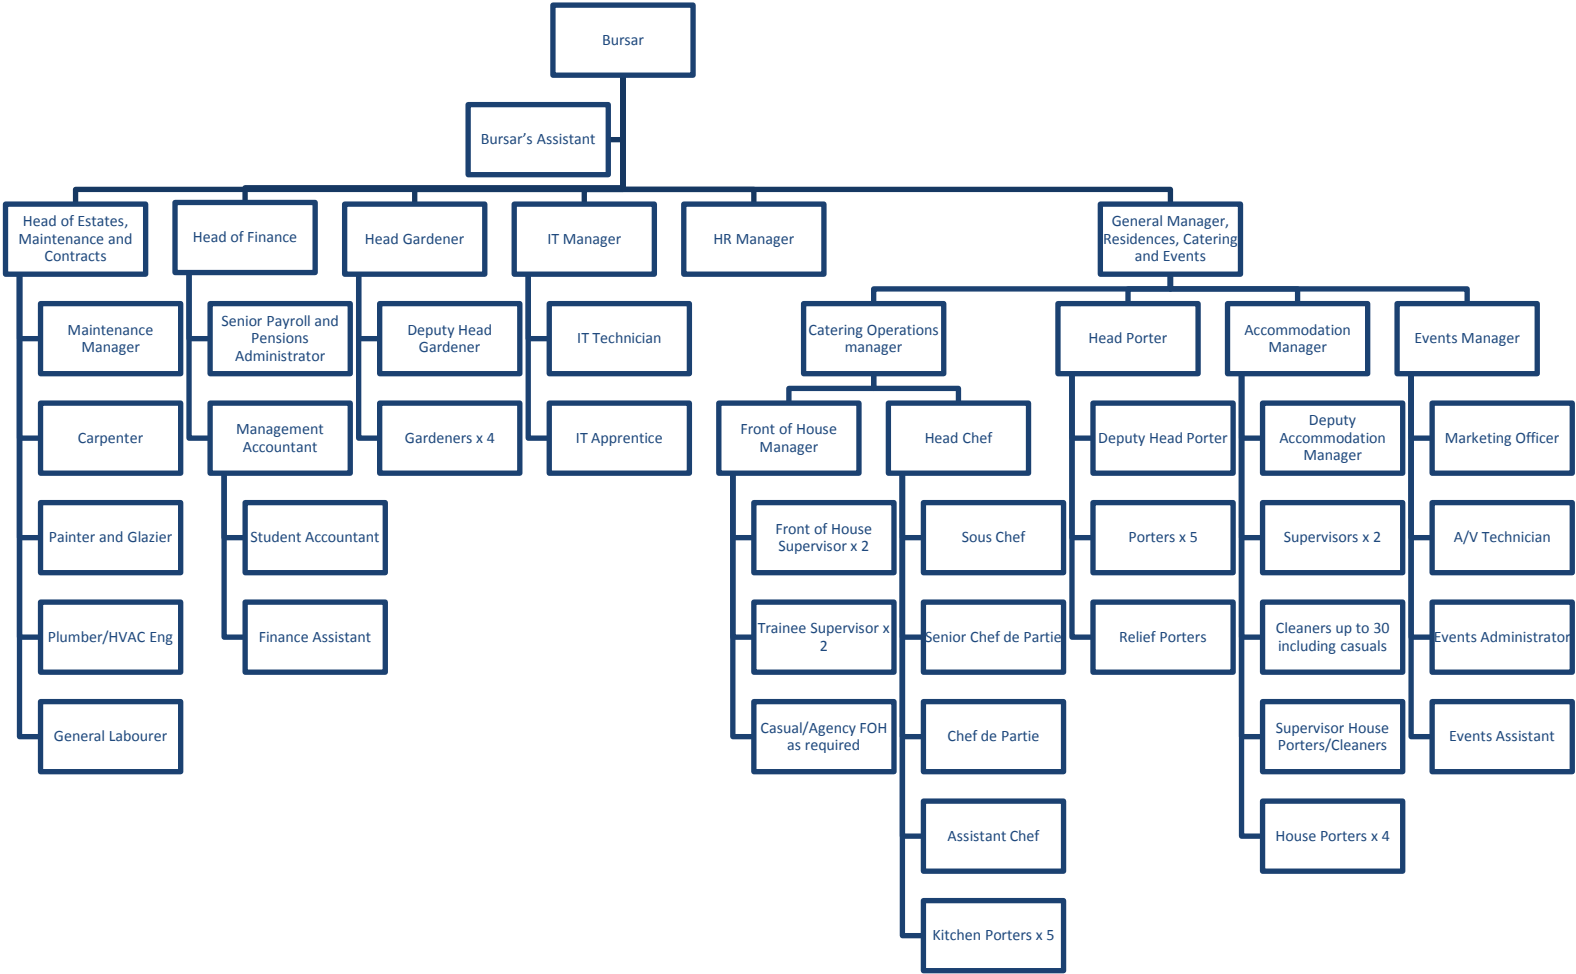 Bursar
Bursar’s Assistant
Head of Estates,
Maintenance and
Contracts
Head of Finance
Head Gardener
IT Manager
HR Manager
General Manager,
Residences, Catering
and Events
Maintenance
Manager
Senior Payroll and
Pensions
Administrator
Deputy Head
Gardener
IT Technician
Catering Operations
manager
Head Porter
Accommodation
Manager
Events Manager
Carpenter
Management
Accountant
Gardeners x 4
IT Apprentice
Front of House
Manager
Head Chef
Deputy Head Porter
Deputy
Accommodation
Manager
Marketing Officer
Painter and Glazier
Student Accountant
Front of House
Supervisor x 2
Sous Chef
Porters x 5
Supervisors x 2
A/V Technician
Plumber/HVAC Eng
Finance Assistant
Trainee Supervisor x
2
Senior Chef de Partie
Relief Porters
Cleaners up to 30
including casuals
Events Administrator
General Labourer
Casual/Agency FOH
as required
Chef de Partie
Supervisor House
Porters/Cleaners
Events Assistant
Assistant Chef
House Porters x 4
Kitchen Porters x 5